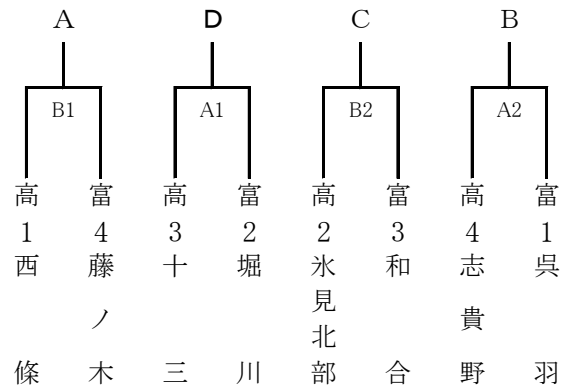 A D C B
B1 A1 B2 A2
高1西條
富4藤ノ木
高3十三
富2堀川
高2氷見北部
富3和合
高4志貴野
富1呉羽